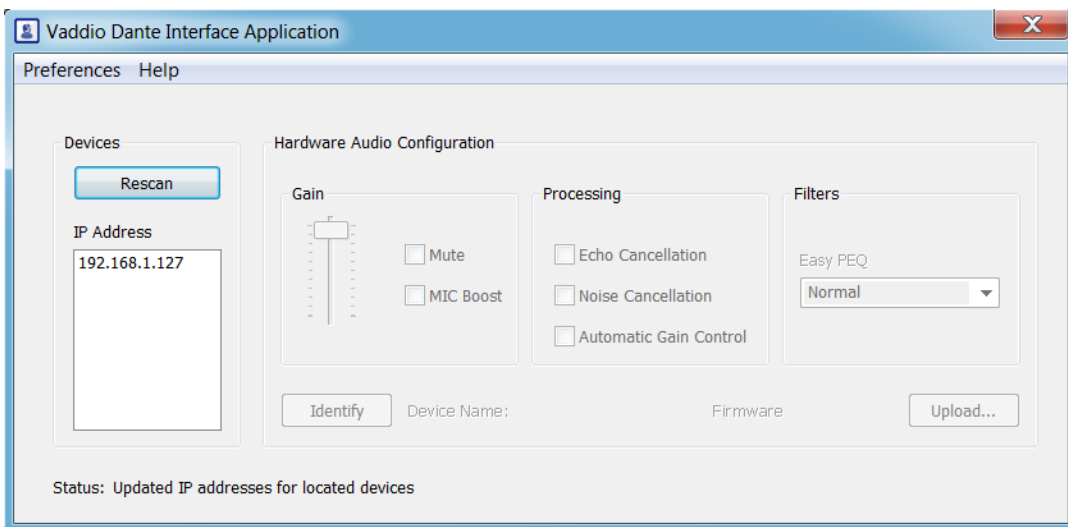 Vaddio Dante Interface Application
X
Preferences Help
Devices
Rescan
IP Address
192.168.1.127
Hardware Audio Configuration
Gain
Mute
MIC Boost
Processing
Echo Cancellation
Noise Cancellation
Automatic Gain Control
Filters
Easy PEQ
Normal
Identify Device Name: Firmware Upload...
Status: Updated IP addresses for located devices